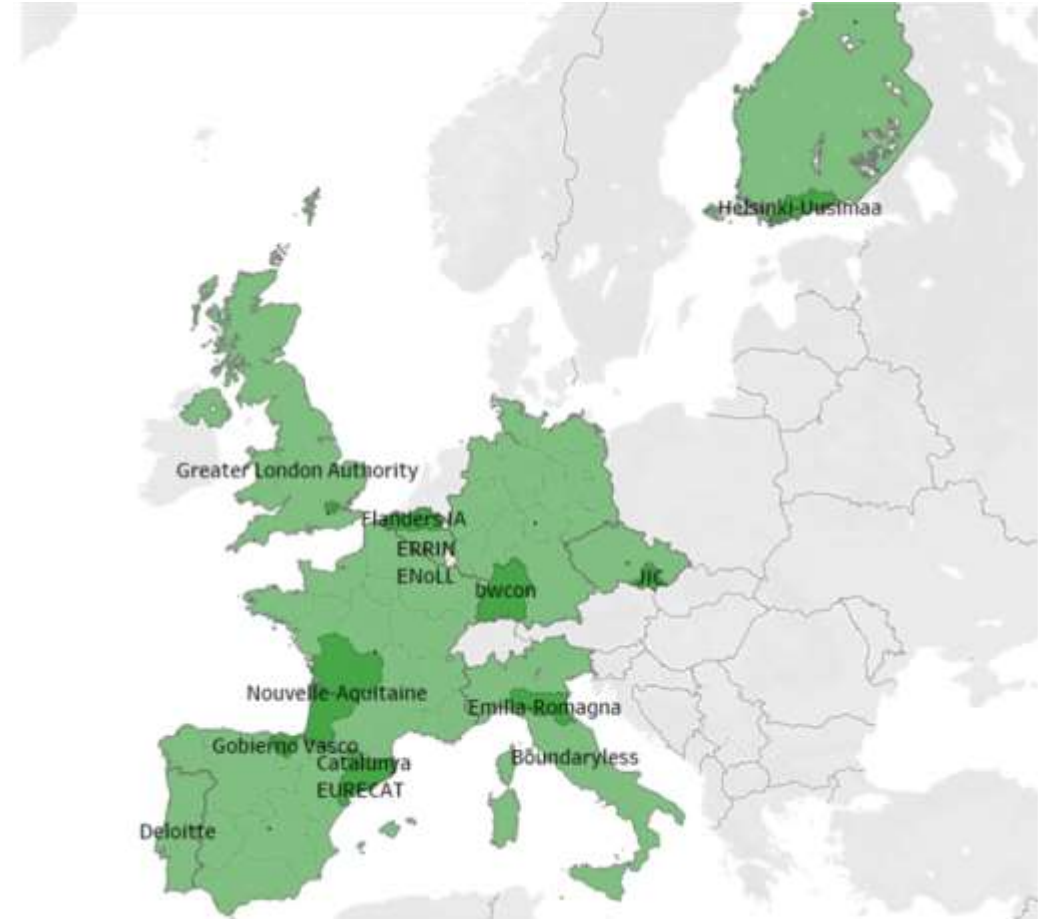 Helsinki-Uusimaa
Greater London Authority
Flanders IA
ERRIN
ENoLL
JIC
bwcon
Nouvelle-Aquitaine
Emilia-Romagna
Gobierno Vasco
Boundaryless
Catalunya
EURECAT
Deloitte